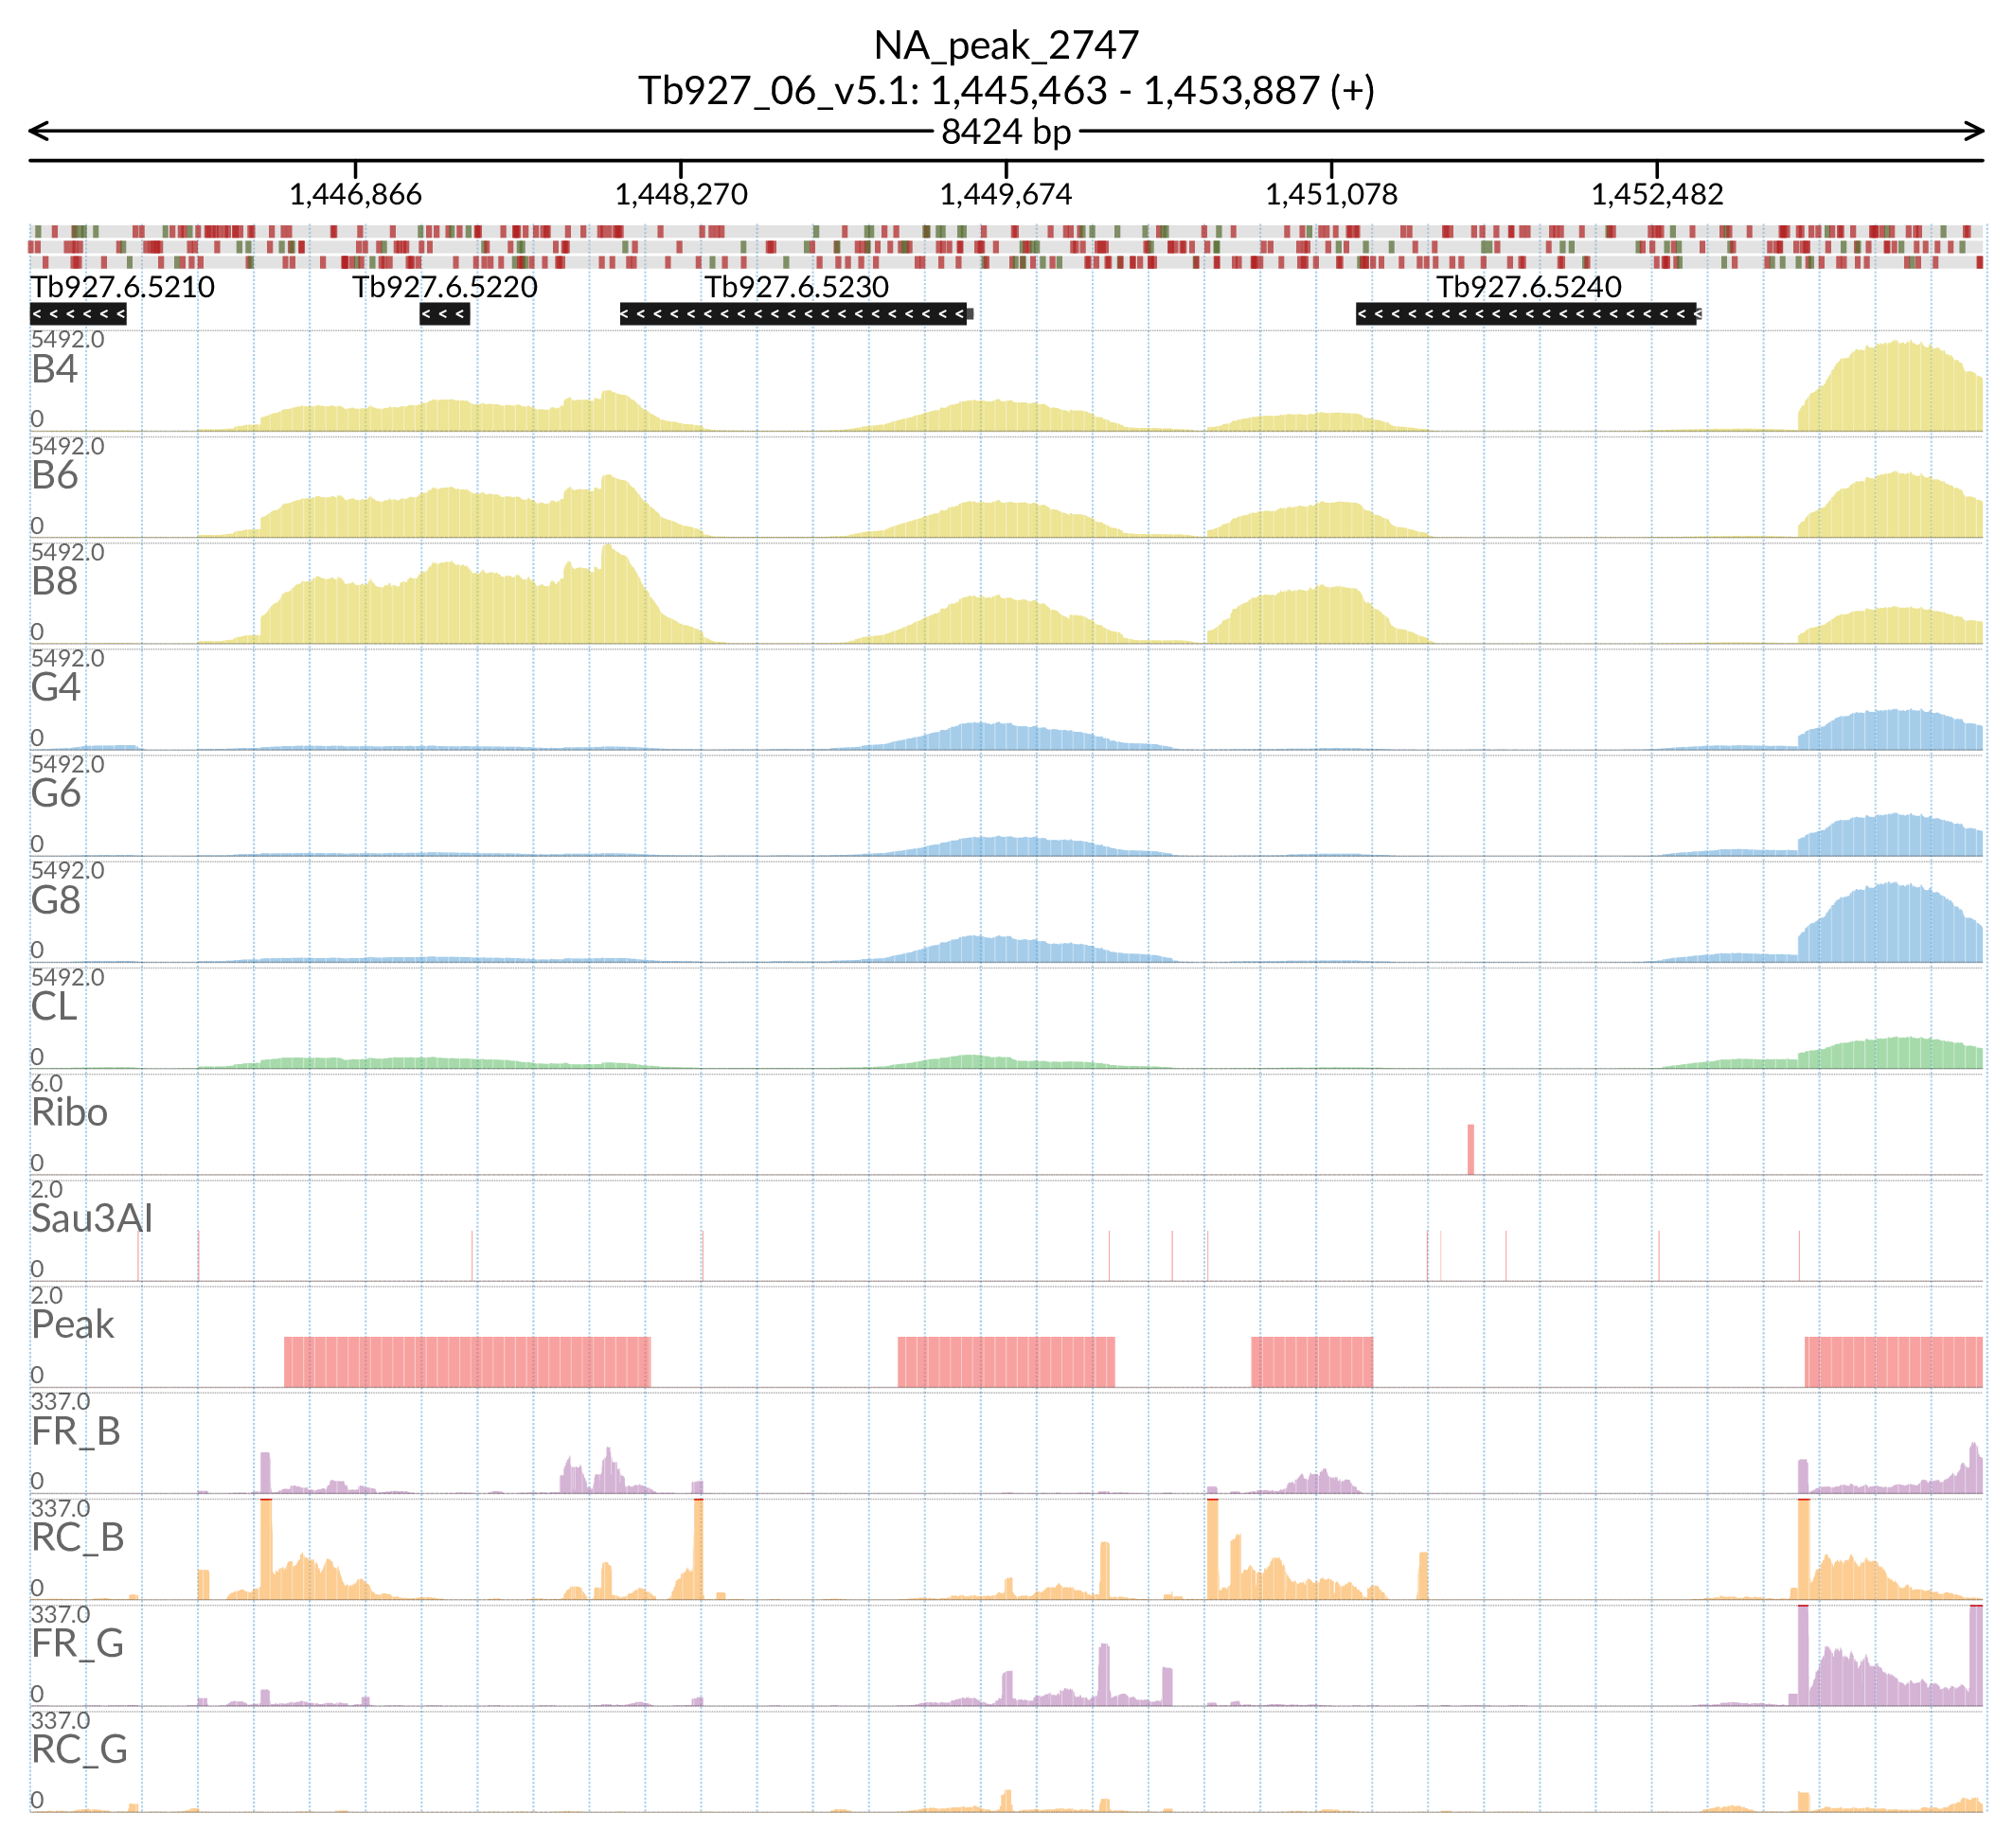 NA_peak_2747
Tb927_06_v5.1: 1,445,463 - 1,453,887 (+)
8424 bp
1,446,866 1,448,270 1,449,674 1,451,078 1,452,482
Tb927.6.5210 Tb927.6.5220 Tb927.6.5230 Tb927.6.5240
5492.0
B4
0
5492.0
B6
0
5492.0
B8
0
5492.0
G4
0
5492.0
G6
0
5492.0
G8
0
5492.0
CL
0
6.0
Ribo
0
2.0
Sau3AI
0
2.0
Peak
0
337.0
FR_B
0
337.0
RC_B
0
337.0
FR_G
0
337.0
RC_G
0